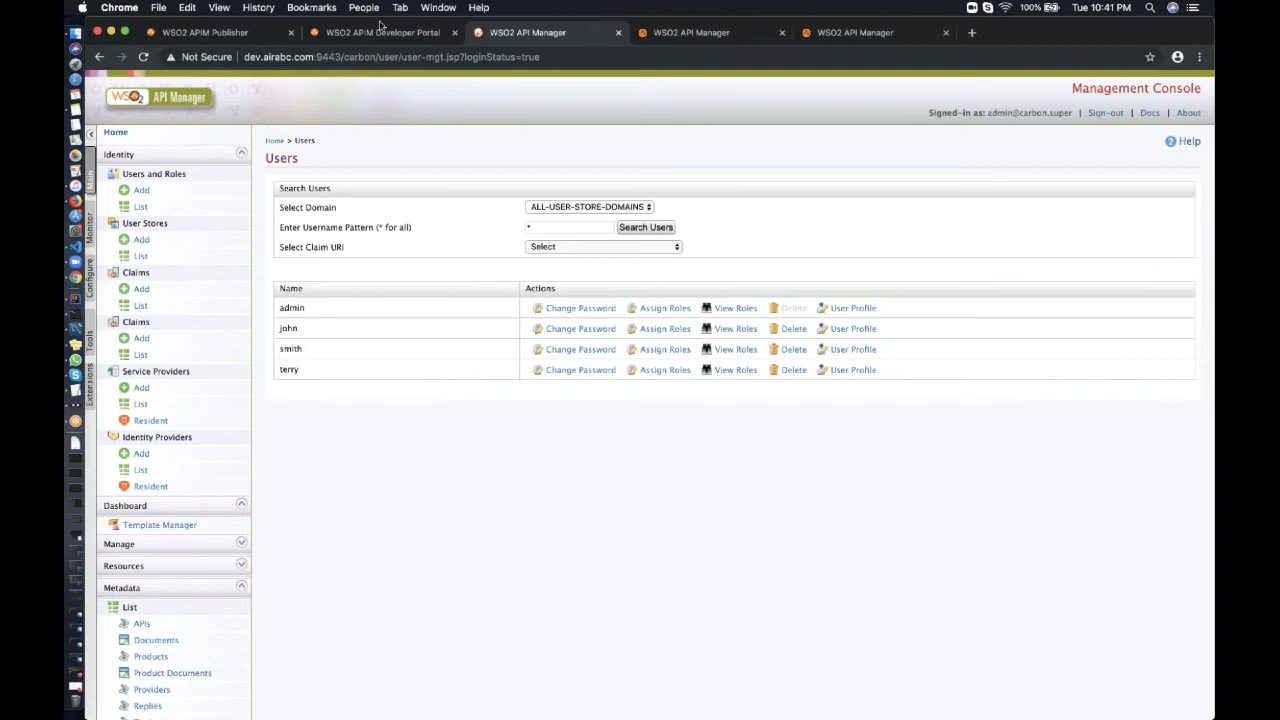 Chrome File Edit View History Bookmarks People Tab Window Help 100% Tue 10:41 PM
WSO2 APIM Publisher WSO2 APIM Developer Portal WSO2 API Manager WSO2 API Manager WSO2 API Manager
Not Secure dev.airabc.com:9443/carbon/user/user-mgt.jsp?loginStatus=true
WSO2 API Manager
Management Console
Signed-in as: admin@carbon.super | Sign-out | Docs | About
Home
Identity
Users and Roles
Add
List
User Stores
Add
List
Claims
Add
List
Claims
Add
List
Service Providers
Add
List
Resident
Identity Providers
Add
List
Resident
Dashboard
Template Manager
Manage
Resources
Metadata
List
APIs
Documents
Products
Product Documents
Providers
Replies
Main
Monitor
Configure
Tools
Extensions
Home > Users
Help
Users
Search Users
Select Domain ALL-USER-STORE-DOMAINS
Enter Username Pattern (* for all) * Search Users
Select Claim URI Select
Name Actions
admin Change Password Assign Roles View Roles Delete User Profile
john Change Password Assign Roles View Roles Delete User Profile
smith Change Password Assign Roles View Roles Delete User Profile
terry Change Password Assign Roles View Roles Delete User Profile